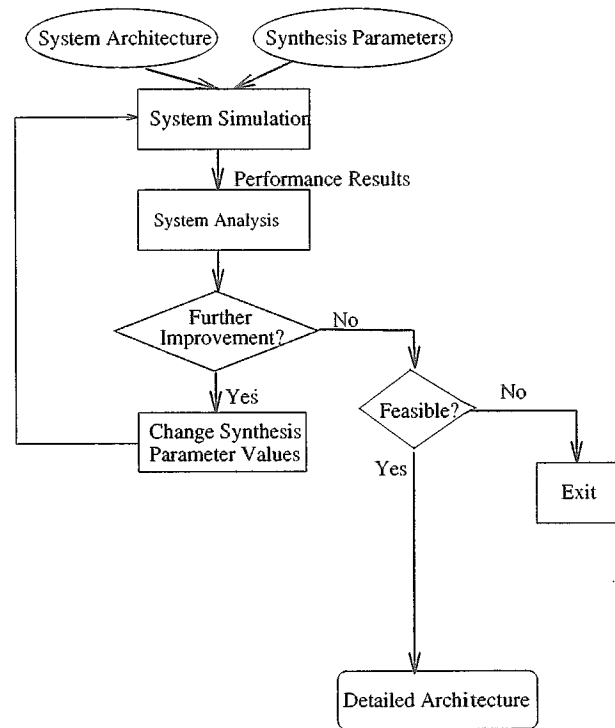 System Architecture
Synthesis Parameters
System Simulation
Performance Results
System Analysis
Further
Improvement?
No
Yes
Change Synthesis
Parameter Values
Feasible?
No
Yes
Exit
Detailed Architecture